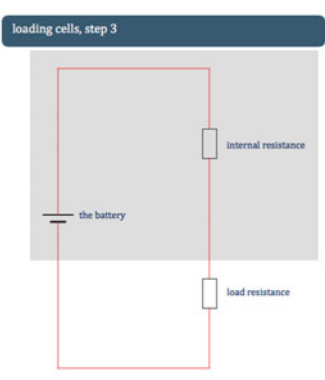 loading cells, step 3
internal resistance
the battery
load resistance